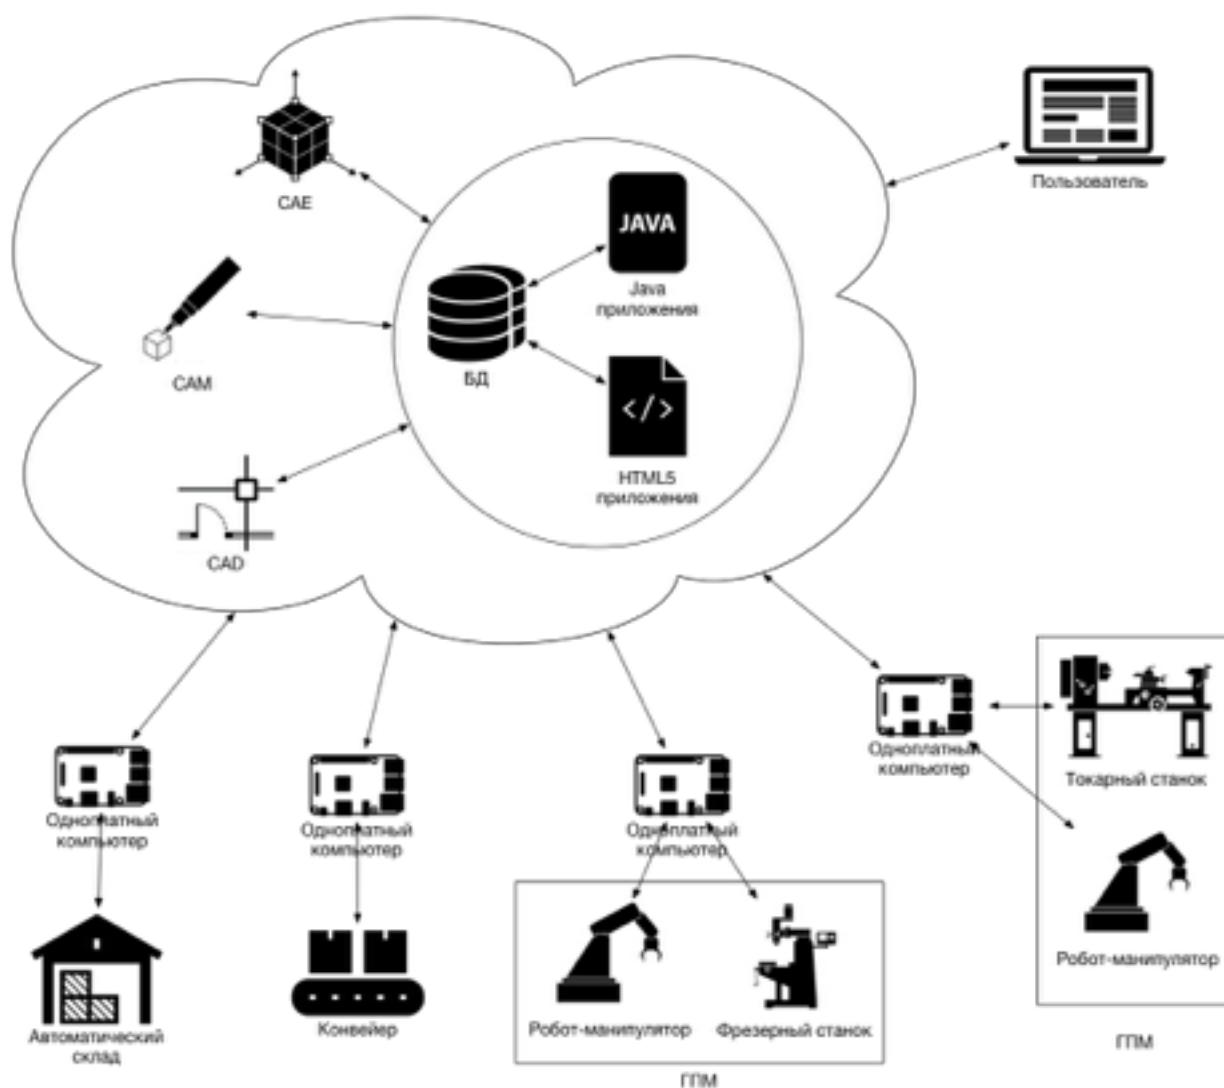 CAE
Пользователь
JAVA
Java
приложения
CAM
БД
</>
HTML5
приложения
CAD
Одноплатный
компьютер
Токарный станок
Одноплатный
компьютер
Одноплатный
компьютер
Одноплатный
компьютер
Робот-манипулятор
Автоматический
склад
Конвейер
Робот-манипулятор
Фрезерный станок
ГПМ
ГПМ